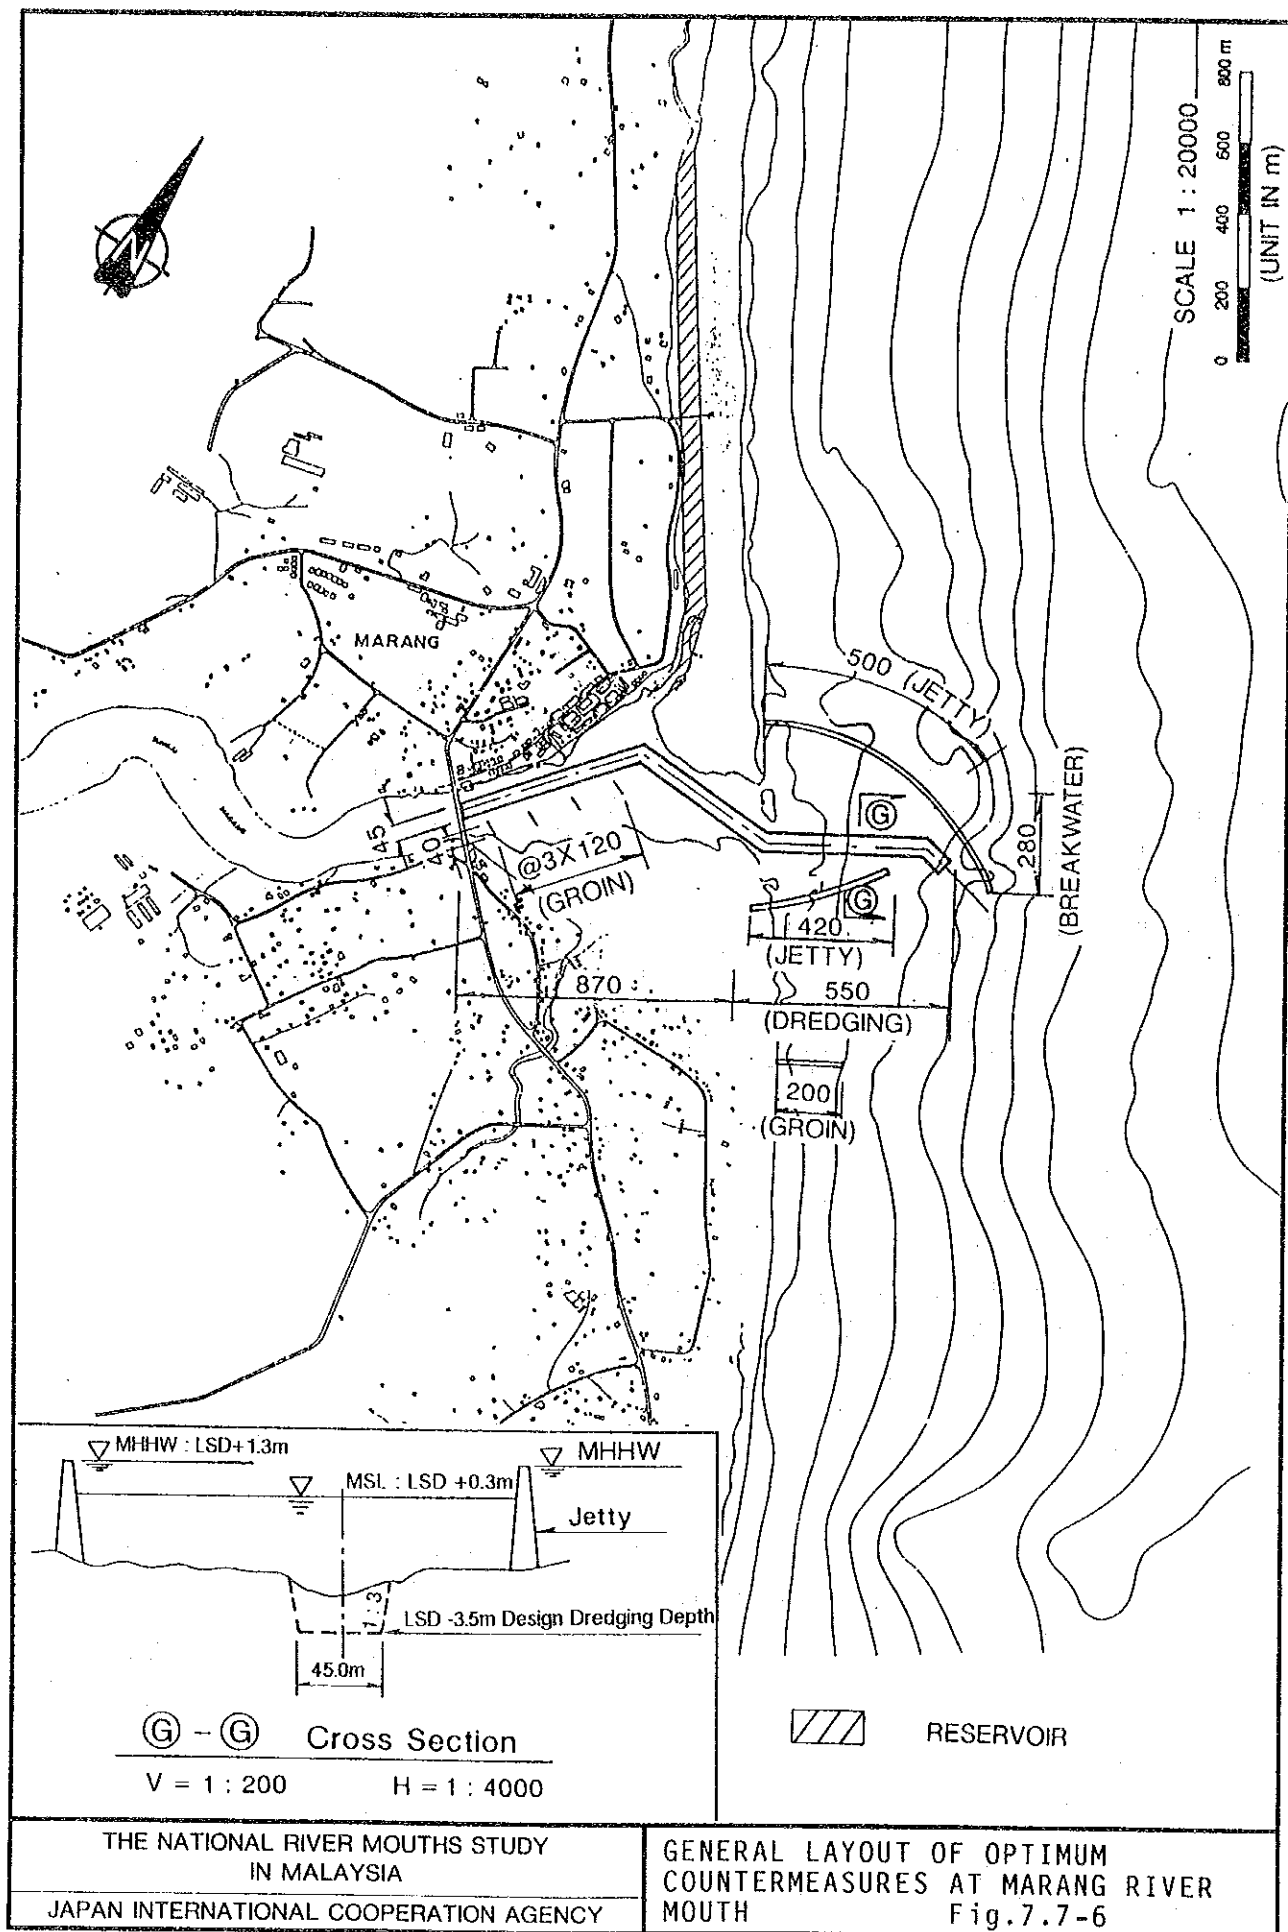 SCALE 1 : 20000
0 200 400 600 800 m
(UNIT IN m)
N
MARANG
500 (JETTY)
G
280
(BREAKWATER)
45
40
@3X120
(GROIN)
G
420
(JETTY)
870
550
(DREDGING)
200
(GROIN)
MHHW : LSD+1.3m
MHHW
MSL : LSD +0.3m
Jetty
1:3
LSD -3.5m Design Dredging Depth
45.0m
G - G Cross Section
V = 1 : 200 H = 1 : 4000
RESERVOIR
THE NATIONAL RIVER MOUTHS STUDY
IN MALAYSIA
JAPAN INTERNATIONAL COOPERATION AGENCY
GENERAL LAYOUT OF OPTIMUM
COUNTERMEASURES AT MARANG RIVER
MOUTH Fig.7.7-6